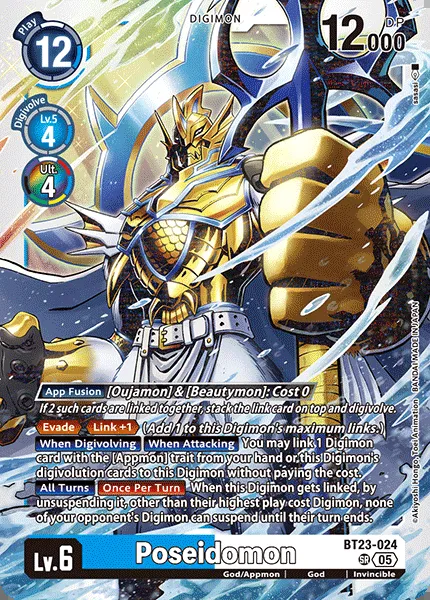 Play
12
DIGIMON
DP
12000
Digivolve
Lv.5
4
Ult.
4
sasasi
©Akiyoshi Hongo, Toei Animation BANDAI MADE IN JAPAN
App Fusion [Oujamon] & [Beautymon]: Cost 0
If 2 such cards are linked together, stack the link card on top and digivolve.
Evade Link +1 (Add 1 to this Digimon's maximum links.)
When Digivolving When Attacking You may link 1 Digimon
card with the [Appmon] trait from your hand or this Digimon's
digivolution cards to this Digimon without paying the cost.
All Turns Once Per Turn When this Digimon gets linked, by
unsuspending it, other than their highest play cost Digimon, none
of your opponent's Digimon can suspend until their turn ends.
Lv.6
Poseidomon
BT23-024
SR 05
God/Appmon God Invincible